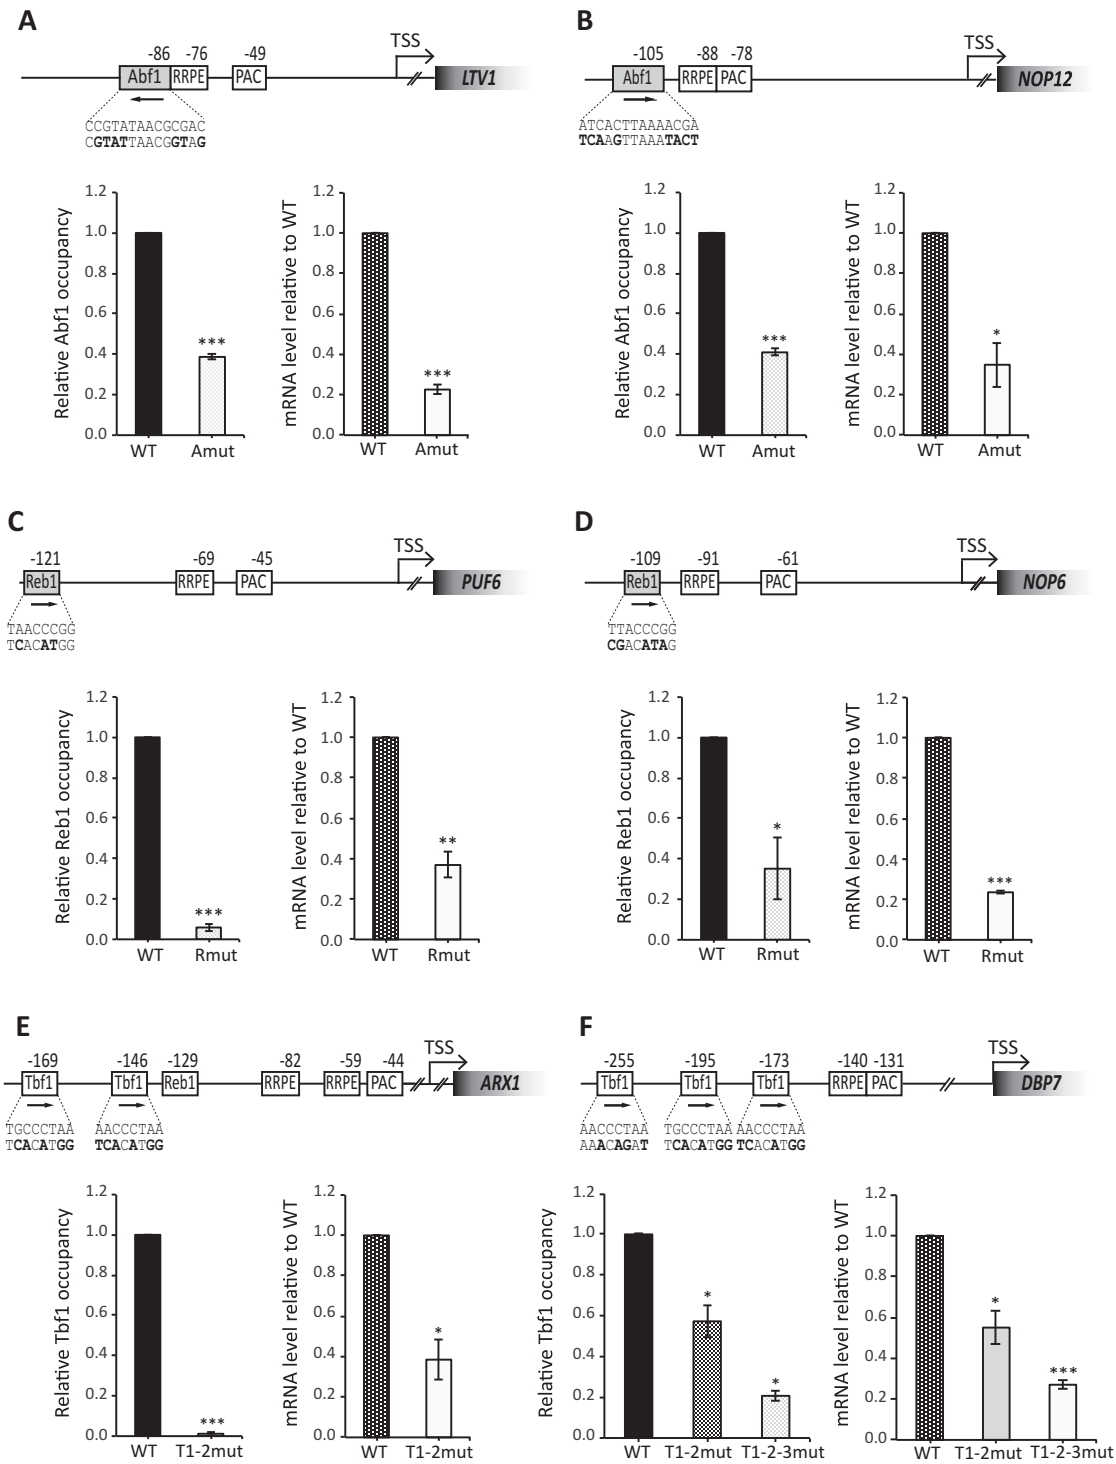 A
-86 -76 -49 TSS
Abf1 RRPE PAC LTV1
CCGTATAACGCGAC
CGTATTAACGGTAG
Relative Abf1 occupancy
1.2
1.0
0.8
0.6
0.4
0.2
0.0
***
WT Amut
mRNA level relative to WT
1.2
1.0
0.8
0.6
0.4
0.2
0.0
***
WT Amut
B
-105 -88 -78 TSS
Abf1 RRPE PAC NOP12
ATCACTTAAAACGA
TCAAGTTAAATACT
Relative Abf1 occupancy
1.2
1.0
0.8
0.6
0.4
0.2
0.0
***
WT Amut
mRNA level relative to WT
1.2
1.0
0.8
0.6
0.4
0.2
0.0
*
WT Amut
C
-121 -69 -45 TSS
Reb1 RRPE PAC PUF6
TAACCCGG
TCACATGG
Relative Reb1 occupancy
1.2
1.0
0.8
0.6
0.4
0.2
0.0
***
WT Rmut
mRNA level relative to WT
1.2
1.0
0.8
0.6
0.4
0.2
0.0
**
WT Rmut
D
-109 -91 -61 TSS
Reb1 RRPE PAC NOP6
TTACCCGG
CGACATAG
Relative Reb1 occupancy
1.2
1.0
0.8
0.6
0.4
0.2
0.0
*
WT Rmut
mRNA level relative to WT
1.2
1.0
0.8
0.6
0.4
0.2
0.0
***
WT Rmut
E
-169 -146 -129 -82 -59 -44 TSS
Tbf1 Tbf1 Reb1 RRPE RRPE PAC ARX1
TGCCCTAA AACCCTAA
TCACATGG TCACATGG
Relative Tbf1 occupancy
1.2
1.0
0.8
0.6
0.4
0.2
0.0
***
WT T1-2mut
mRNA level relative to WT
1.2
1.0
0.8
0.6
0.4
0.2
0.0
*
WT T1-2mut
F
-255 -195 -173 -140 -131 TSS
Tbf1 Tbf1 Tbf1 RRPE PAC DBP7
AACCCTAA TGCCCTAA AACCCTAA
AAACAGAT TCACATGG TCACATGG
Relative Tbf1 occupancy
1.2
1.0
0.8
0.6
0.4
0.2
0.0
*
*
WT T1-2mut T1-2-3mut
mRNA level relative to WT
1.2
1.0
0.8
0.6
0.4
0.2
0.0
*
***
WT T1-2mut T1-2-3mut